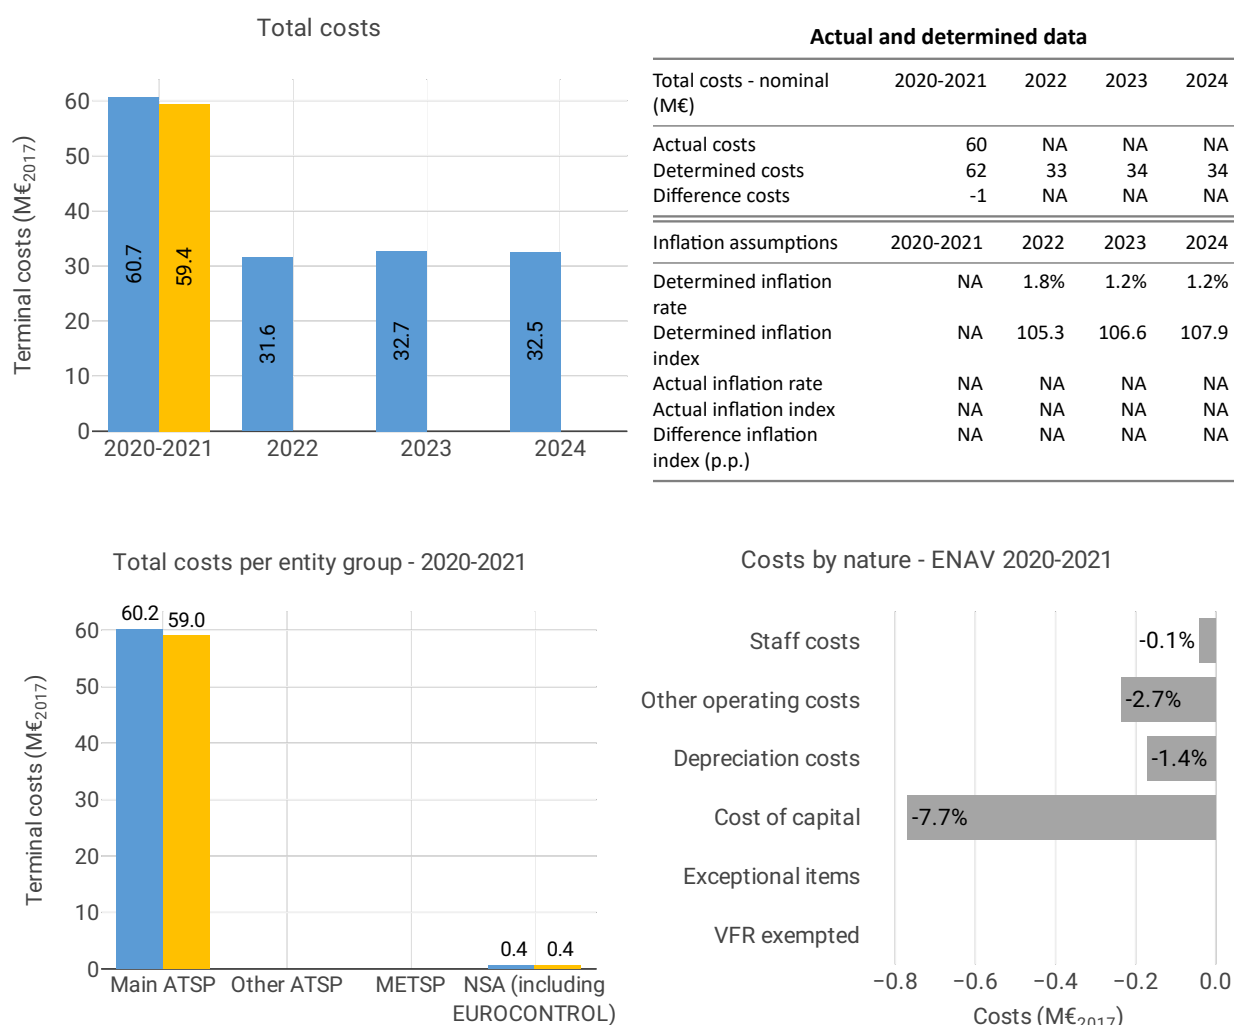 Total costs
Terminal costs (M€2017)
60
50
40
30
20
10
0
60.7
59.4
31.6
32.7
32.5
2020-2021 2022 2023 2024
Actual and determined data
Total costs - nominal 2020-2021 2022 2023 2024
(M€)
Actual costs 60 NA NA NA
Determined costs 62 33 34 34
Difference costs -1 NA NA NA
Inflation assumptions 2020-2021 2022 2023 2024
Determined inflation NA 1.8% 1.2% 1.2%
rate
Determined inflation NA 105.3 106.6 107.9
index
Actual inflation rate NA NA NA NA
Actual inflation index NA NA NA NA
Difference inflation NA NA NA NA
index (p.p.)
Total costs per entity group - 2020-2021
Terminal costs (M€2017)
60
50
40
30
20
10
0
60.2 59.0
0.4 0.4
Main ATSP Other ATSP METSP NSA (including
EUROCONTROL)
Costs by nature - ENAV 2020-2021
Staff costs -0.1%
Other operating costs -2.7%
Depreciation costs -1.4%
Cost of capital -7.7%
Exceptional items
VFR exempted
−0.8 −0.6 −0.4 −0.2 0.0
Costs (M€2017)